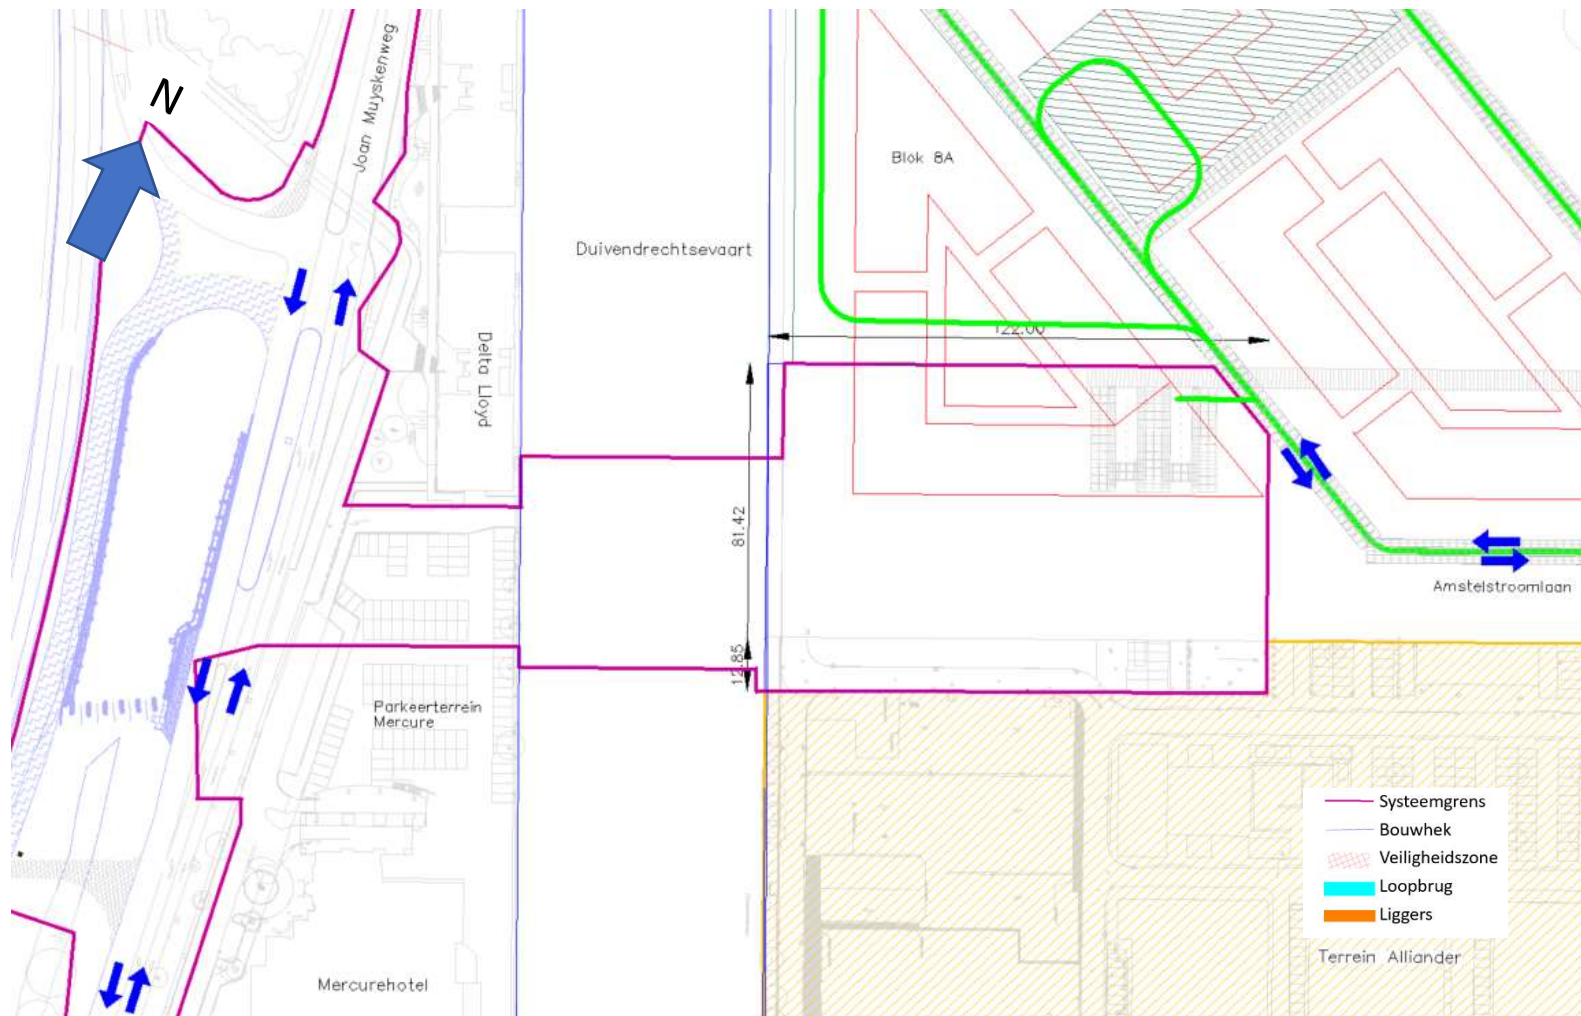 N
Joan Muyskenweg
Blok 8A
Duivendrechtsevaart
122.00
Delta Lloyd
81.42
12.85
Amstelstroomlaan
Parkeerterrein
Mercure
Systeemgrens
Bouwhek
Veiligheidszone
Loopbrug
Liggers
Terrein Alliander
Mercurehotel